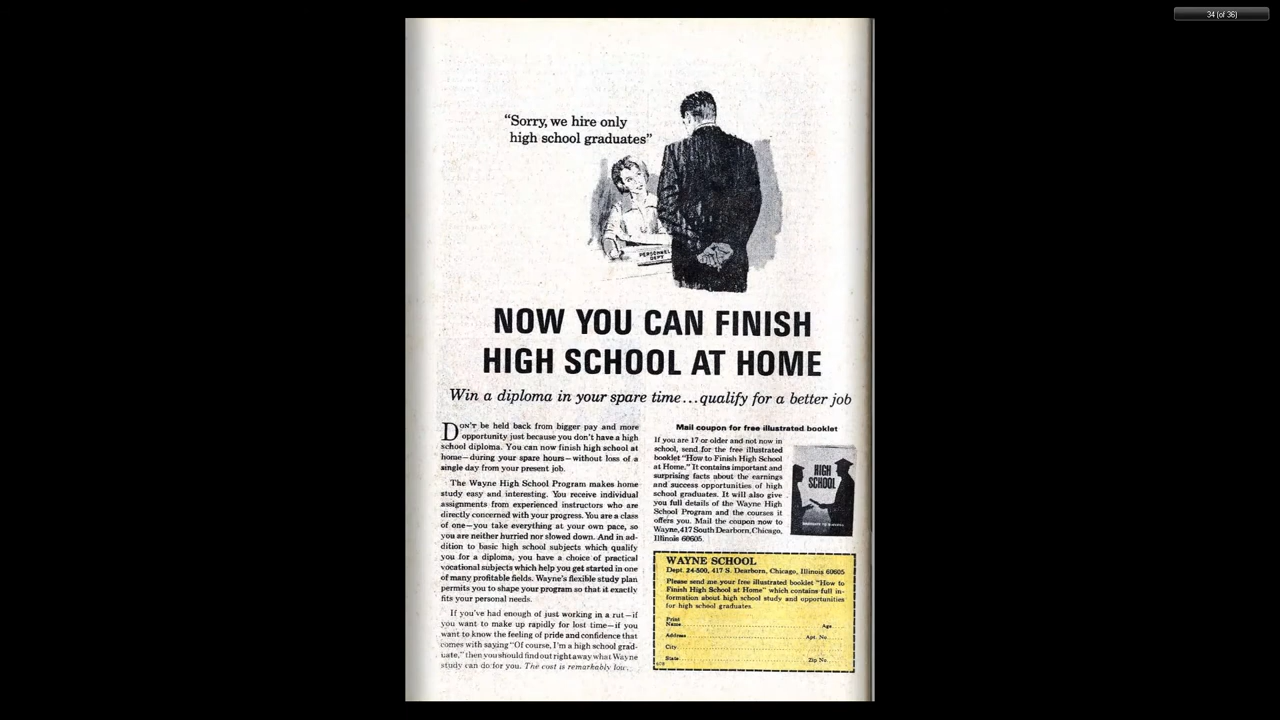 34 (of 36)
"Sorry, we hire only
high school graduates"
PERSONNEL
DEPT
NOW YOU CAN FINISH
HIGH SCHOOL AT HOME
Win a diploma in your spare time...qualify for a better job
DON'T be held back from bigger pay and more
opportunity just because you don't have a high
school diploma. You can now finish high school at
home—during your spare hours—without loss of a
single day from your present job.
The Wayne High School Program makes home
study easy and interesting. You receive individual
assignments from experienced instructors who are
directly concerned with your progress. You are a class
of one—you take everything at your own pace, so
you are neither hurried nor slowed down. And in ad-
dition to basic high school subjects which qualify
you for a diploma, you have a choice of practical
vocational subjects which help you get started in one
of many profitable fields. Wayne's flexible study plan
permits you to shape your program so that it exactly
fits your personal needs.
If you've had enough of just working in a rut—if
you want to make up rapidly for lost time—if you
want to know the feeling of pride and confidence that
comes with saying "Of course, I'm a high school grad-
uate," then you should find out right away what Wayne
study can do for you. The cost is remarkably low.
Mail coupon for free illustrated booklet
If you are 17 or older and not now in
school, send for the free illustrated
booklet "How to Finish High School
at Home." It contains important and
surprising facts about the earnings
and success opportunities of high
school graduates. It will also give
you full details of the Wayne High
School Program and the courses it
offers you. Mail the coupon now to
Wayne, 417 South Dearborn, Chicago,
Illinois 60605.
HIGH
SCHOOL
WAYNE SCHOOL
Dept. 24-500, 417 S. Dearborn, Chicago, Illinois 60605
Please send me your free illustrated booklet "How to
Finish High School at Home" which contains full in-
formation about high school study and opportunities
for high school graduates.
Print
Name Age
Address Apt. No.
City
State Zip No.